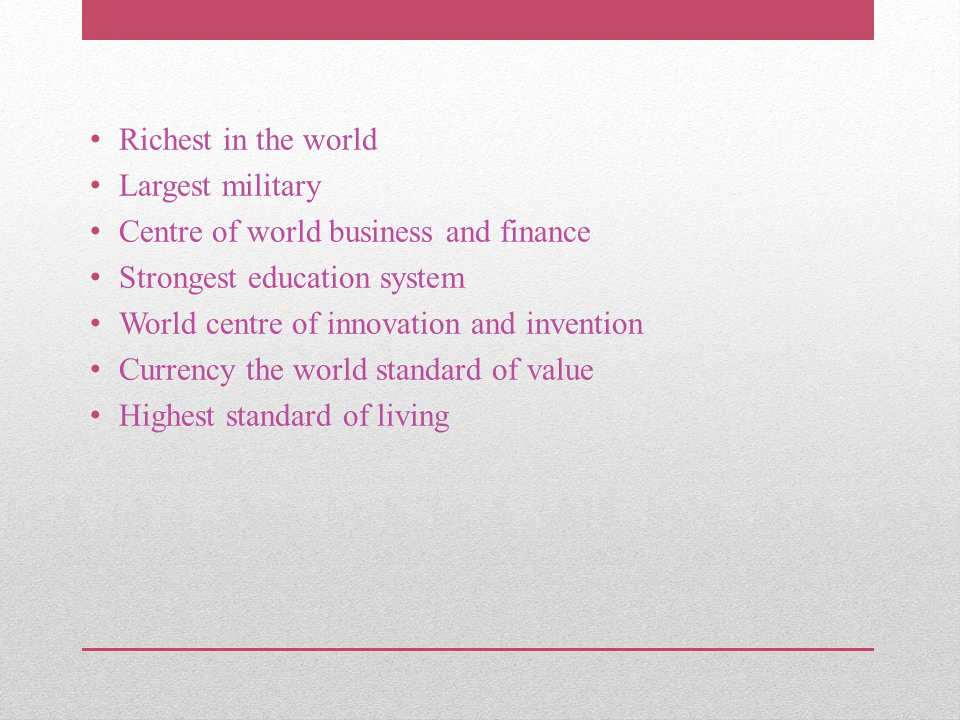 • Richest in the world
• Largest military
• Centre of world business and finance
• Strongest education system
• World centre of innovation and invention
• Currency the world standard of value
• Highest standard of living